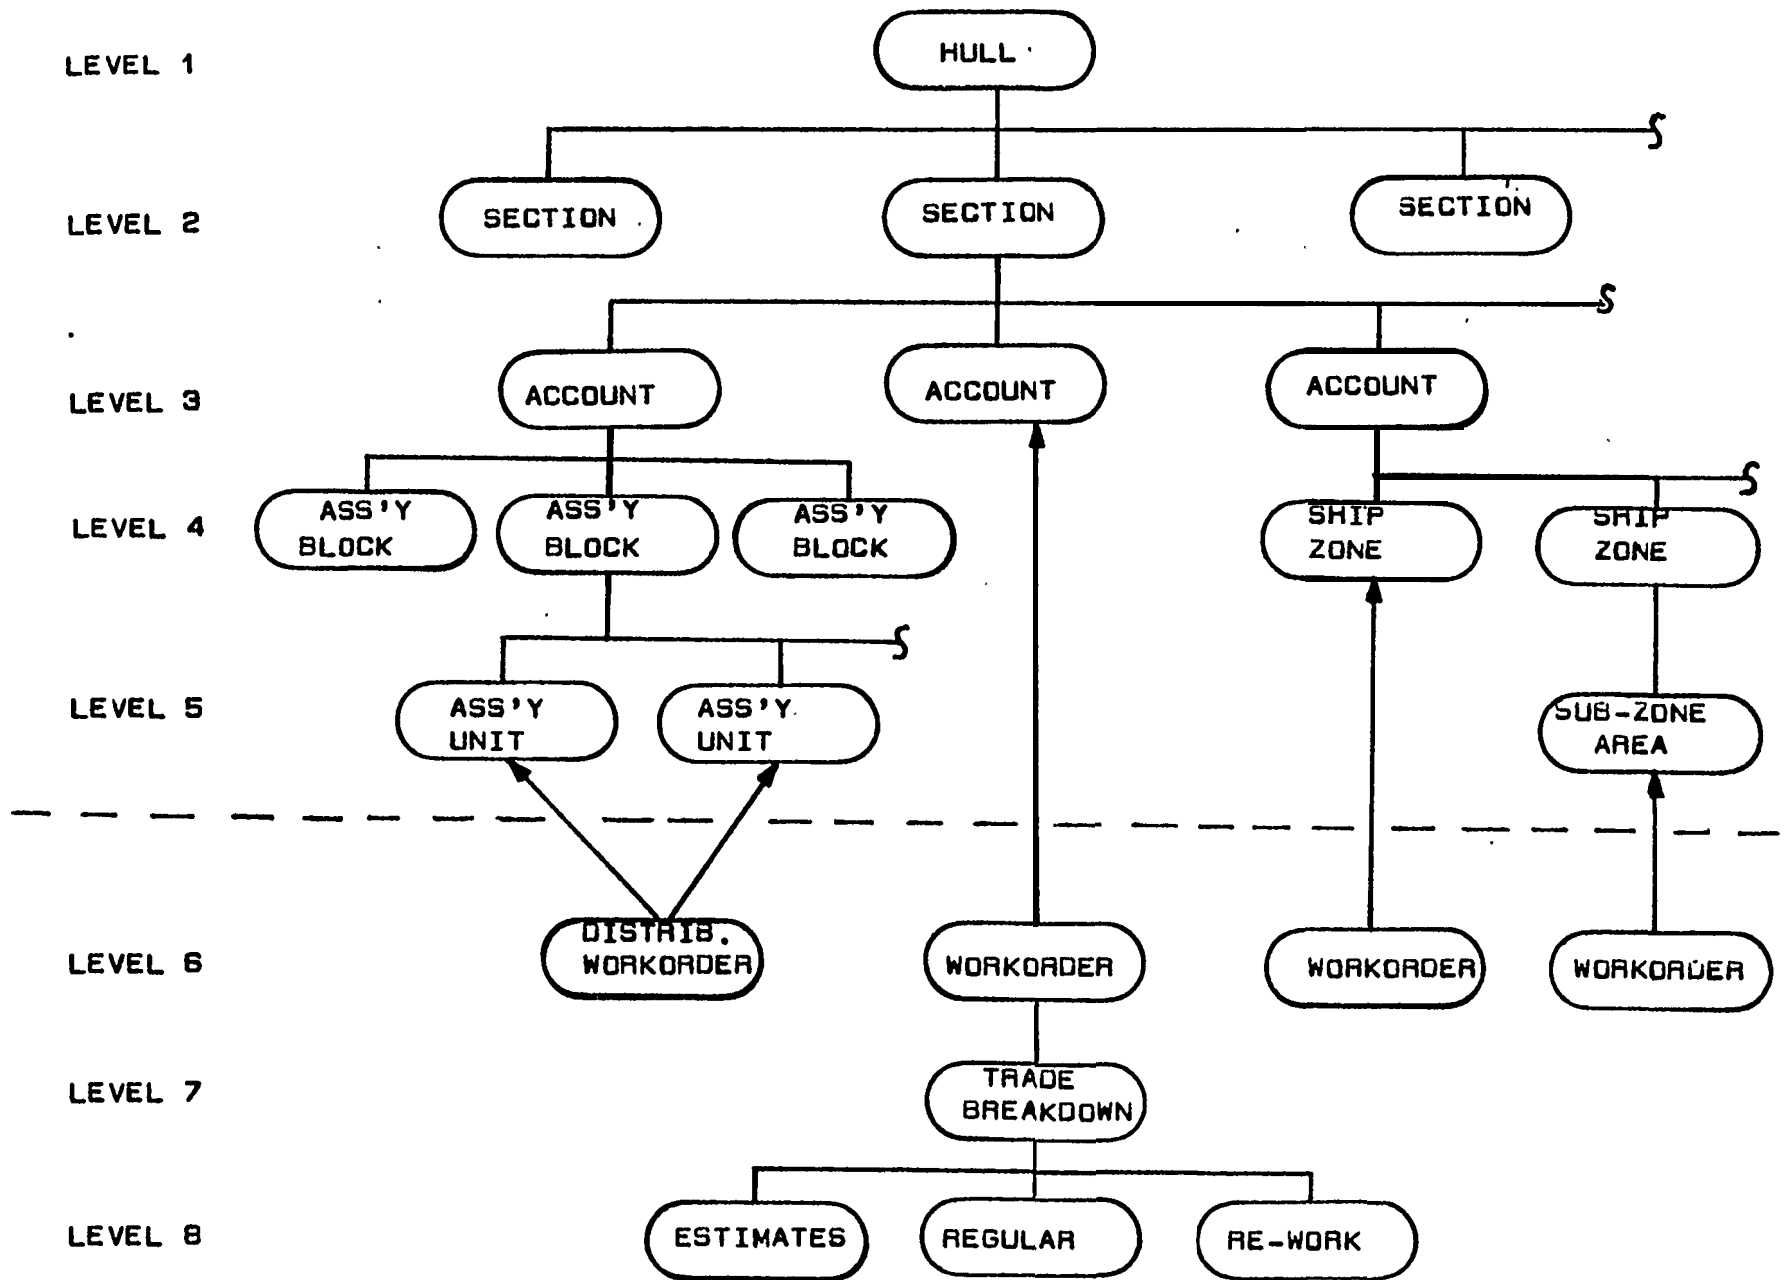 LEVEL 1
HULL
LEVEL 2
SECTION
SECTION
SECTION
LEVEL 3
ACCOUNT
ACCOUNT
ACCOUNT
LEVEL 4
ASS'Y
BLOCK
ASS'Y
BLOCK
ASS'Y
BLOCK
SHIP
ZONE
SHIP
ZONE
LEVEL 5
ASS'Y
UNIT
ASS'Y
UNIT
SUB-ZONE
AREA
LEVEL 6
DISTRIB.
WORKORDER
WORKORDER
WORKORDER
WORKORDER
LEVEL 7
TRADE
BREAKDOWN
LEVEL 8
ESTIMATES
REGULAR
RE-WORK